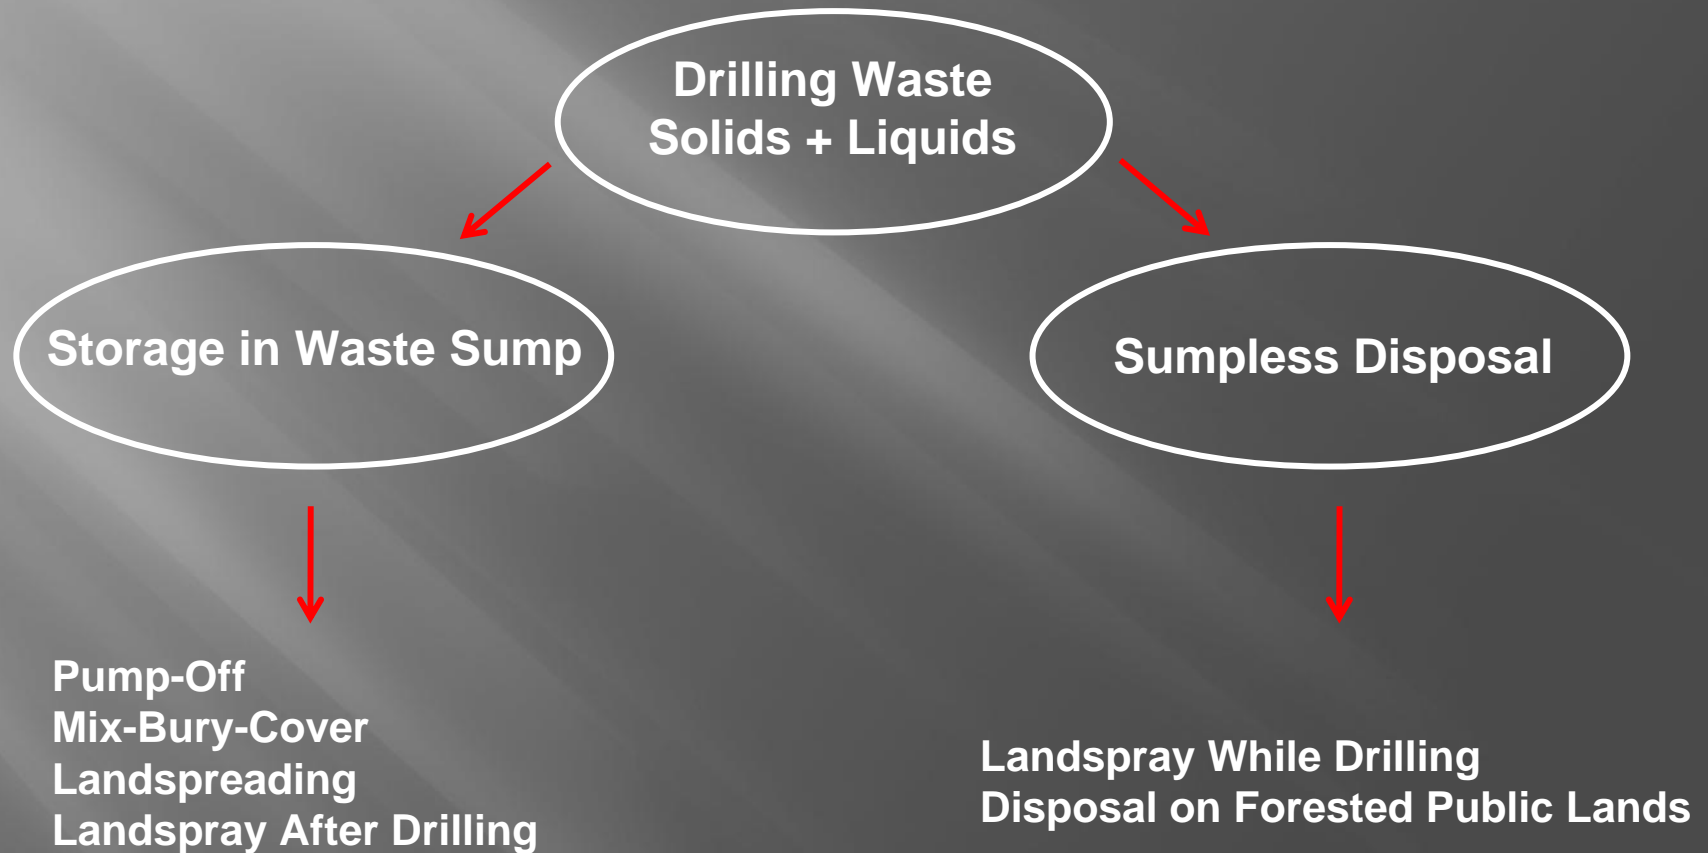 Drilling Waste
Solids + Liquids
Storage in Waste Sump
Sumpless Disposal
Pump-Off
Mix-Bury-Cover
Landspreading
Landspray After Drilling
Landspray While Drilling
Disposal on Forested Public Lands